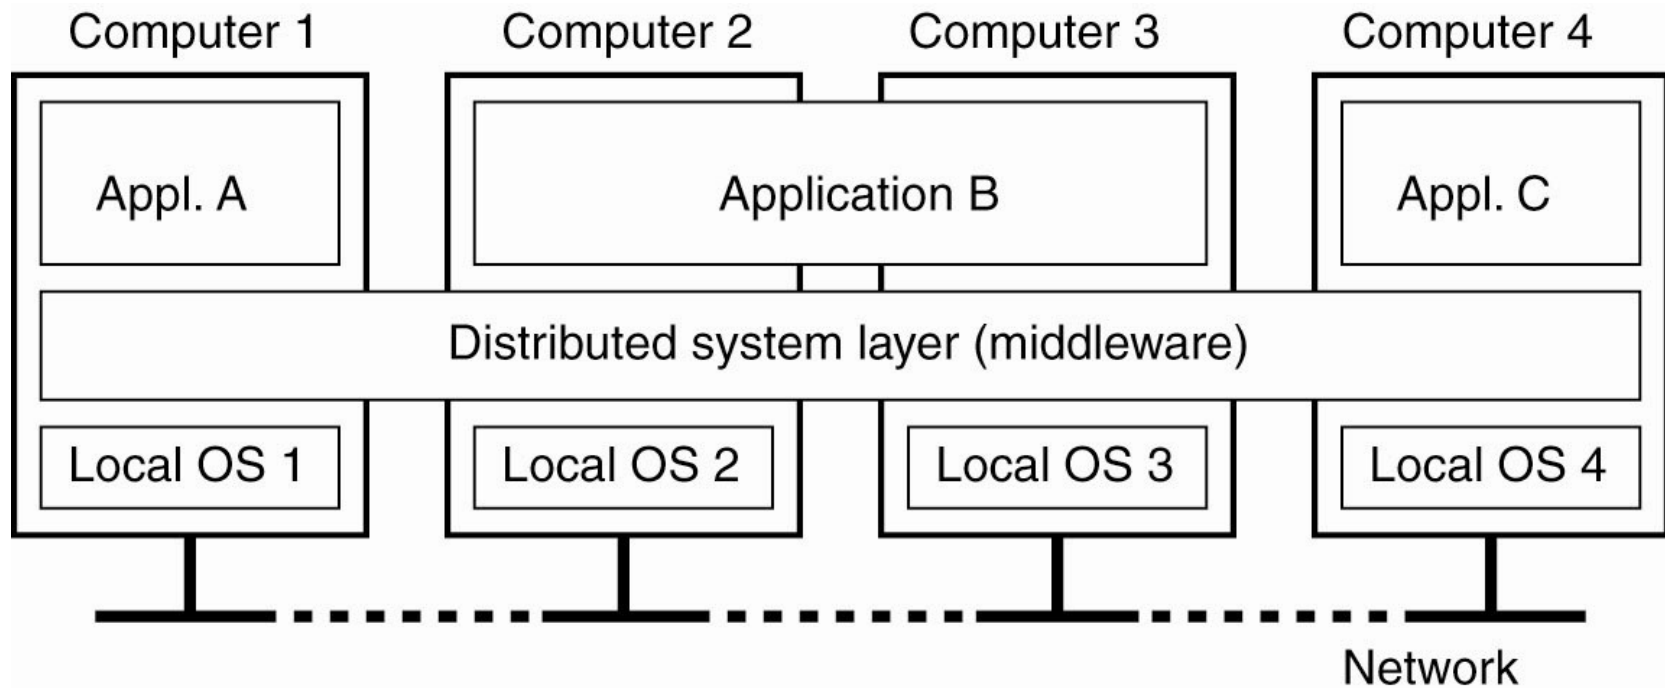 Computer 1 Computer 2 Computer 3 Computer 4
Appl. A Application B Appl. C
Distributed system layer (middleware)
Local OS 1 Local OS 2 Local OS 3 Local OS 4
Network